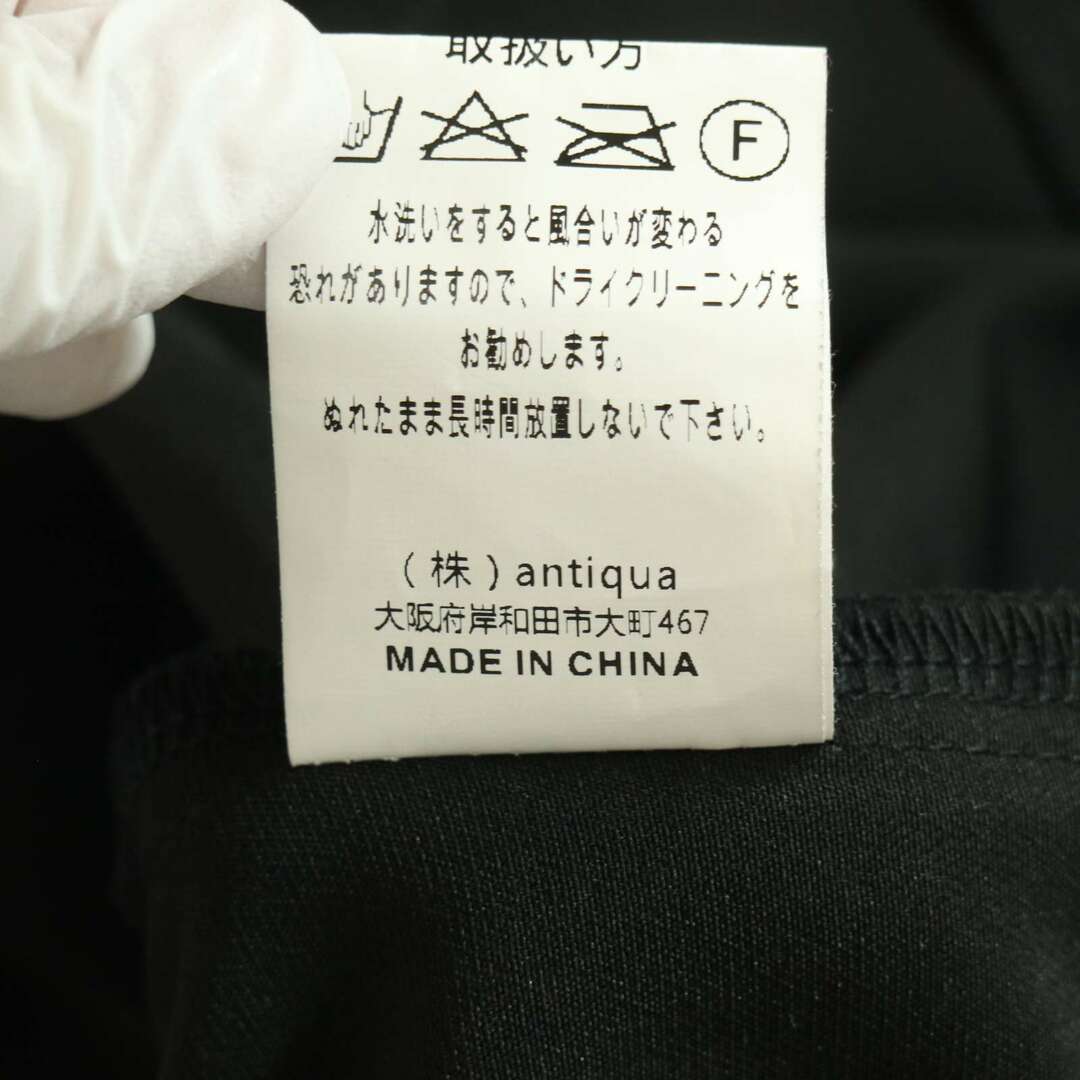 取扱い方
F
水洗いをすると風合いが変わる
恐れがありますので、ドライクリーニングを
お勧めします。
ぬれたまま長時間放置しないで下さい。
(株)antiqua
大阪府岸和田市大町467
MADE IN CHINA